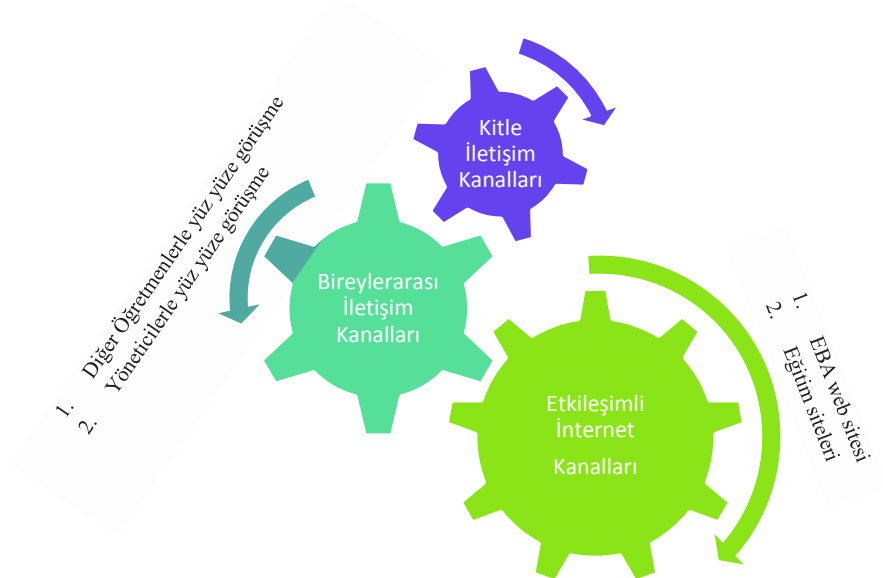 Kitle
İletişim
Kanalları
1. Diğer Öğretmenlerle yüz yüze görüşme
2. Yöneticilerle yüz yüze görüşme
Bireylerarası
İletişim
Kanalları
Etkileşimli
İnternet
Kanalları
1. EBA web sitesi
2. Eğitim siteleri